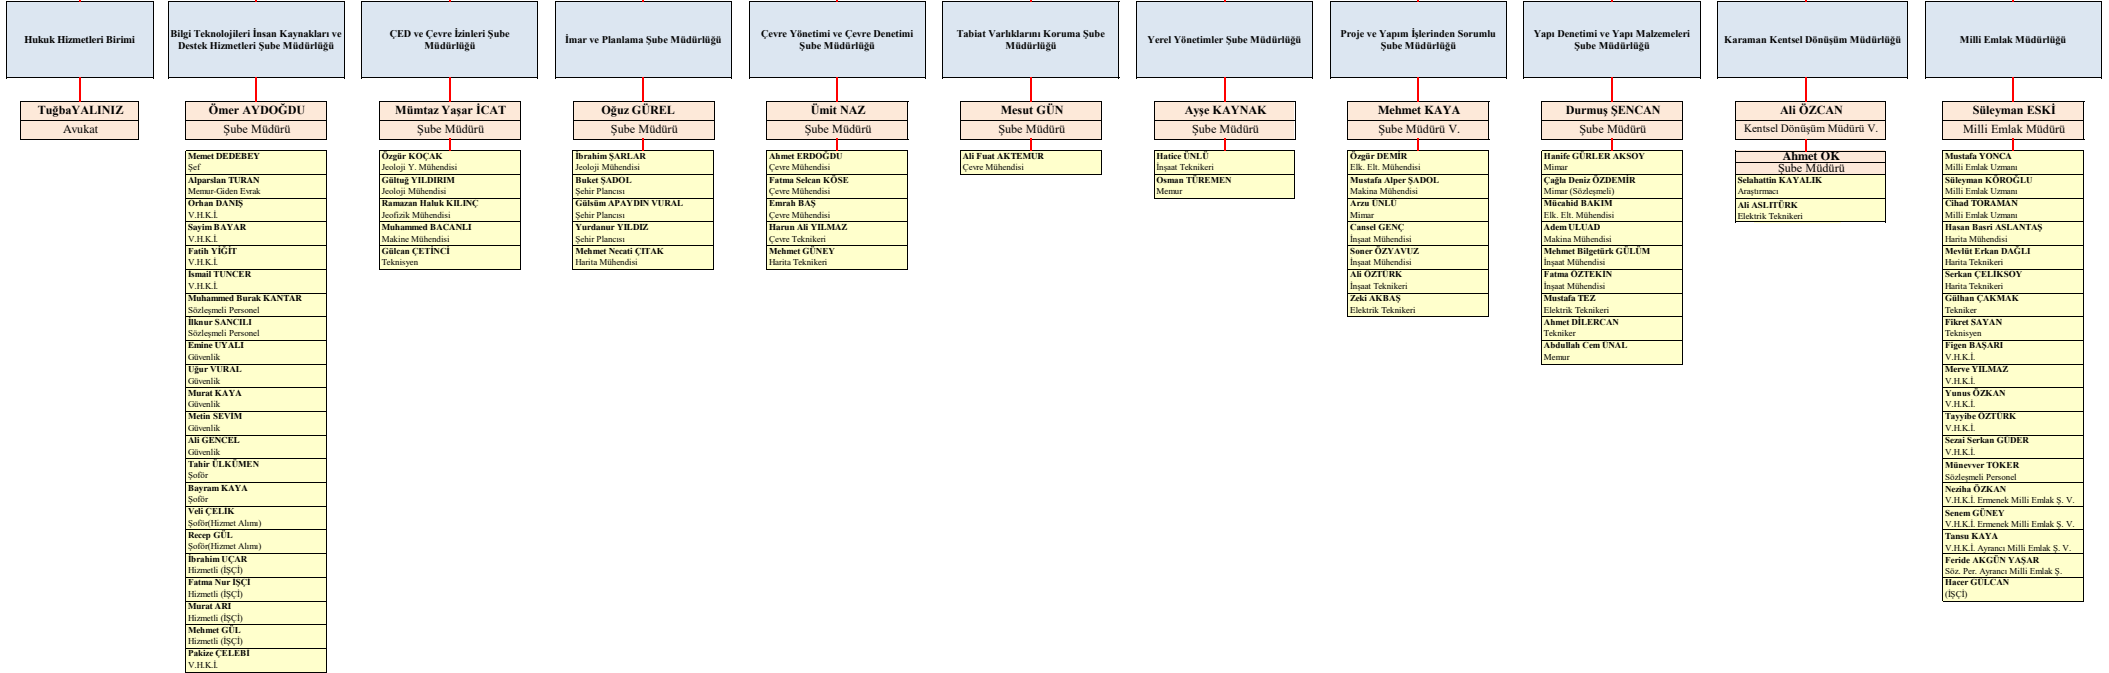 Hukuk Hizmetleri Birimi
TuğbaYALINIZ
Avukat
Bilgi Teknolojileri İnsan Kaynakları ve
Destek Hizmetleri Şube Müdürlüğü
Ömer AYDOĞDU
Şube Müdürü
Memet DEDEBEY
Şef
Alparslan TURAN
Memur-Giden Evrak
Orhan DANIŞ
V.H.K.İ.
Sayim BAYAR
V.H.K.İ.
Fatih YİĞİT
V.H.K.İ.
İsmail TUNCER
V.H.K.İ.
Muhammed Burak KANTAR
Sözleşmeli Personel
İlknur SANCILI
Sözleşmeli Personel
Emine UYALI
Güvenlik
Uğur VURAL
Güvenlik
Murat KAYA
Güvenlik
Metin SEVİM
Güvenlik
Ali GENCEL
Güvenlik
Tahir ÜLKÜMEN
Şoför
Bayram KAYA
Şoför
Veli ÇELİK
Şoför(Hizmet Alımı)
Recep GÜL
Şoför(Hizmet Alımı)
İbrahim UÇAR
Hizmetli (İŞÇİ)
Fatma Nur İŞÇİ
Hizmetli (İŞÇİ)
Murat ARI
Hizmetli (İŞÇİ)
Mehmet GÜL
Hizmetli (İŞÇİ)
Pakize ÇELEBİ
V.H.K.İ.
ÇED ve Çevre İzinleri Şube
Müdürlüğü
Mümtaz Yaşar İCAT
Şube Müdürü
Özgür KOÇAK
Jeoloji Y. Mühendisi
Gültuğ YILDIRIM
Jeoloji Mühendisi
Ramazan Haluk KILINÇ
Jeofizik Mühendisi
Muhammed BACANLI
Makine Mühendisi
Gülcan ÇETİNCİ
Teknisyen
İmar ve Planlama Şube Müdürlüğü
Oğuz GÜREL
Şube Müdürü
İbrahim ŞARLAR
Jeoloji Mühendisi
Buket ŞADOL
Şehir Plancısı
Gülsüm APAYDIN VURAL
Şehir Plancısı
Yurdanur YILDIZ
Şehir Plancısı
Mehmet Necati ÇITAK
Harita Mühendisi
Çevre Yönetimi ve Çevre Denetimi
Şube Müdürlüğü
Ümit NAZ
Şube Müdürü
Ahmet ERDOĞDU
Çevre Mühendisi
Fatma Selcan KÖSE
Çevre Mühendisi
Emrah BAŞ
Çevre Mühendisi
Harun Ali YILMAZ
Çevre Teknikeri
Mehmet GÜNEY
Harita Teknikeri
Tabiat Varlıklarını Koruma Şube
Müdürlüğü
Mesut GÜN
Şube Müdürü
Ali Fuat AKTEMUR
Çevre Mühendisi
Yerel Yönetimler Şube Müdürlüğü
Ayşe KAYNAK
Şube Müdürü
Hatice ÜNLÜ
İnşaat Teknikeri
Osman TÜREMEN
Memur
Proje ve Yapım İşlerinden Sorumlu
Şube Müdürlüğü
Mehmet KAYA
Şube Müdürü V.
Özgür DEMİR
Elk. Elt. Mühendisi
Mustafa Alper ŞADOL
Makina Mühendisi
Arzu ÜNLÜ
Mimar
Cansel GENÇ
İnşaat Mühendisi
Soner ÖZYAVUZ
İnşaat Mühendisi
Ali ÖZTÜRK
İnşaat Teknikeri
Zeki AKBAŞ
Elektrik Teknikeri
Yapı Denetimi ve Yapı Malzemeleri
Şube Müdürlüğü
Durmuş ŞENCAN
Şube Müdürü
Hanife GÜRLER AKSOY
Mimar
Çağla Deniz ÖZDEMİR
Mimar (Sözleşmeli)
Mücahid BAKIM
Elk. Elt. Mühendisi
Adem ULUAD
Makina Mühendisi
Mehmet Bilgetürk GÜLÜM
İnşaat Mühendisi
Fatma ÖZTEKİN
İnşaat Mühendisi
Mustafa TEZ
Elektrik Teknikeri
Ahmet DİLERCAN
Tekniker
Abdullah Cem ÜNAL
Memur
Karaman Kentsel Dönüşüm Müdürlüğü
Ali ÖZCAN
Kentsel Dönüşüm Müdürü V.
Ahmet OK
Şube Müdürü
Selahattin KAYALIK
Araştırmacı
Ali ASLITÜRK
Elektrik Teknikeri
Milli Emlak Müdürlüğü
Süleyman ESKİ
Milli Emlak Müdürü
Mustafa YONCA
Milli Emlak Uzmanı
Süleyman KÖROĞLU
Milli Emlak Uzmanı
Cihad TORAMAN
Milli Emlak Uzmanı
Hasan Basri ASLANTAŞ
Harita Mühendisi
Mevlüt Erkan DAĞLI
Harita Teknikeri
Serkan ÇELİKSOY
Harita Teknikeri
Gülhan ÇAKMAK
Tekniker
Fikret SAYAN
Teknisyen
Figen BAŞARI
V.H.K.İ.
Merve YILMAZ
V.H.K.İ.
Yunus ÖZKAN
V.H.K.İ.
Tayyibe ÖZTÜRK
V.H.K.İ.
Sezai Serkan GÜDER
V.H.K.İ.
Münevver TOKER
Sözleşmeli Personel
Neziha ÖZKAN
V.H.K.İ. Ermenek Milli Emlak Ş. V.
Senem GÜNEY
V.H.K.İ. Ermenek Milli Emlak Ş. V.
Tansu KAYA
V.H.K.İ. Ayrancı Milli Emlak Ş. V.
Feride AKGÜN YAŞAR
Söz. Per. Ayrancı Milli Emlak Ş.
Hacer GÜLCAN
(İŞÇİ)